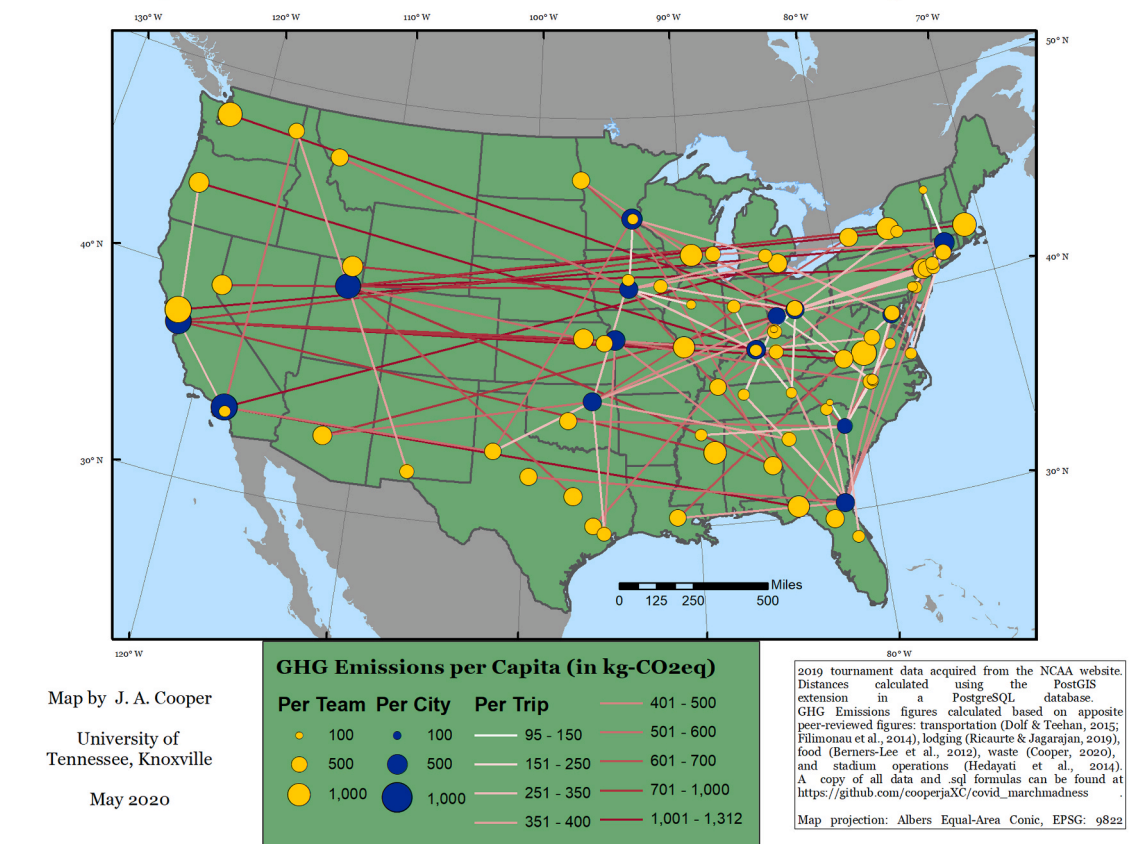 130° W 120° W 110° W 100° W 90° W 80° W 70° W
50° N
40° N 40° N
30° N 30° N
Miles
0 125 250 500
120° W 80° W
Map by J. A. Cooper
University of
Tennessee, Knoxville
May 2020
GHG Emissions per Capita (in kg-CO2eq)
Per Team Per City Per Trip
100 100 95 - 150
500 500 151 - 250
1,000 1,000 251 - 350
351 - 400
401 - 500
501 - 600
601 - 700
701 - 1,000
1,001 - 1,312
2019 tournament data acquired from the NCAA website.
Distances calculated using the PostGIS
extension in a PostgreSQL database.
GHG Emissions figures calculated based on apposite
peer-reviewed figures: transportation (Dolf & Teehan, 2015;
Filimonau et al., 2014), lodging (Ricaurte & Jagarajan, 2019),
food (Berners-Lee et al., 2012), waste (Cooper, 2020),
and stadium operations (Hedayati et al., 2014).
A copy of all data and .sql formulas can be found at
https://github.com/cooperjaXC/covid_marchmadness .
Map projection: Albers Equal-Area Conic, EPSG: 9822